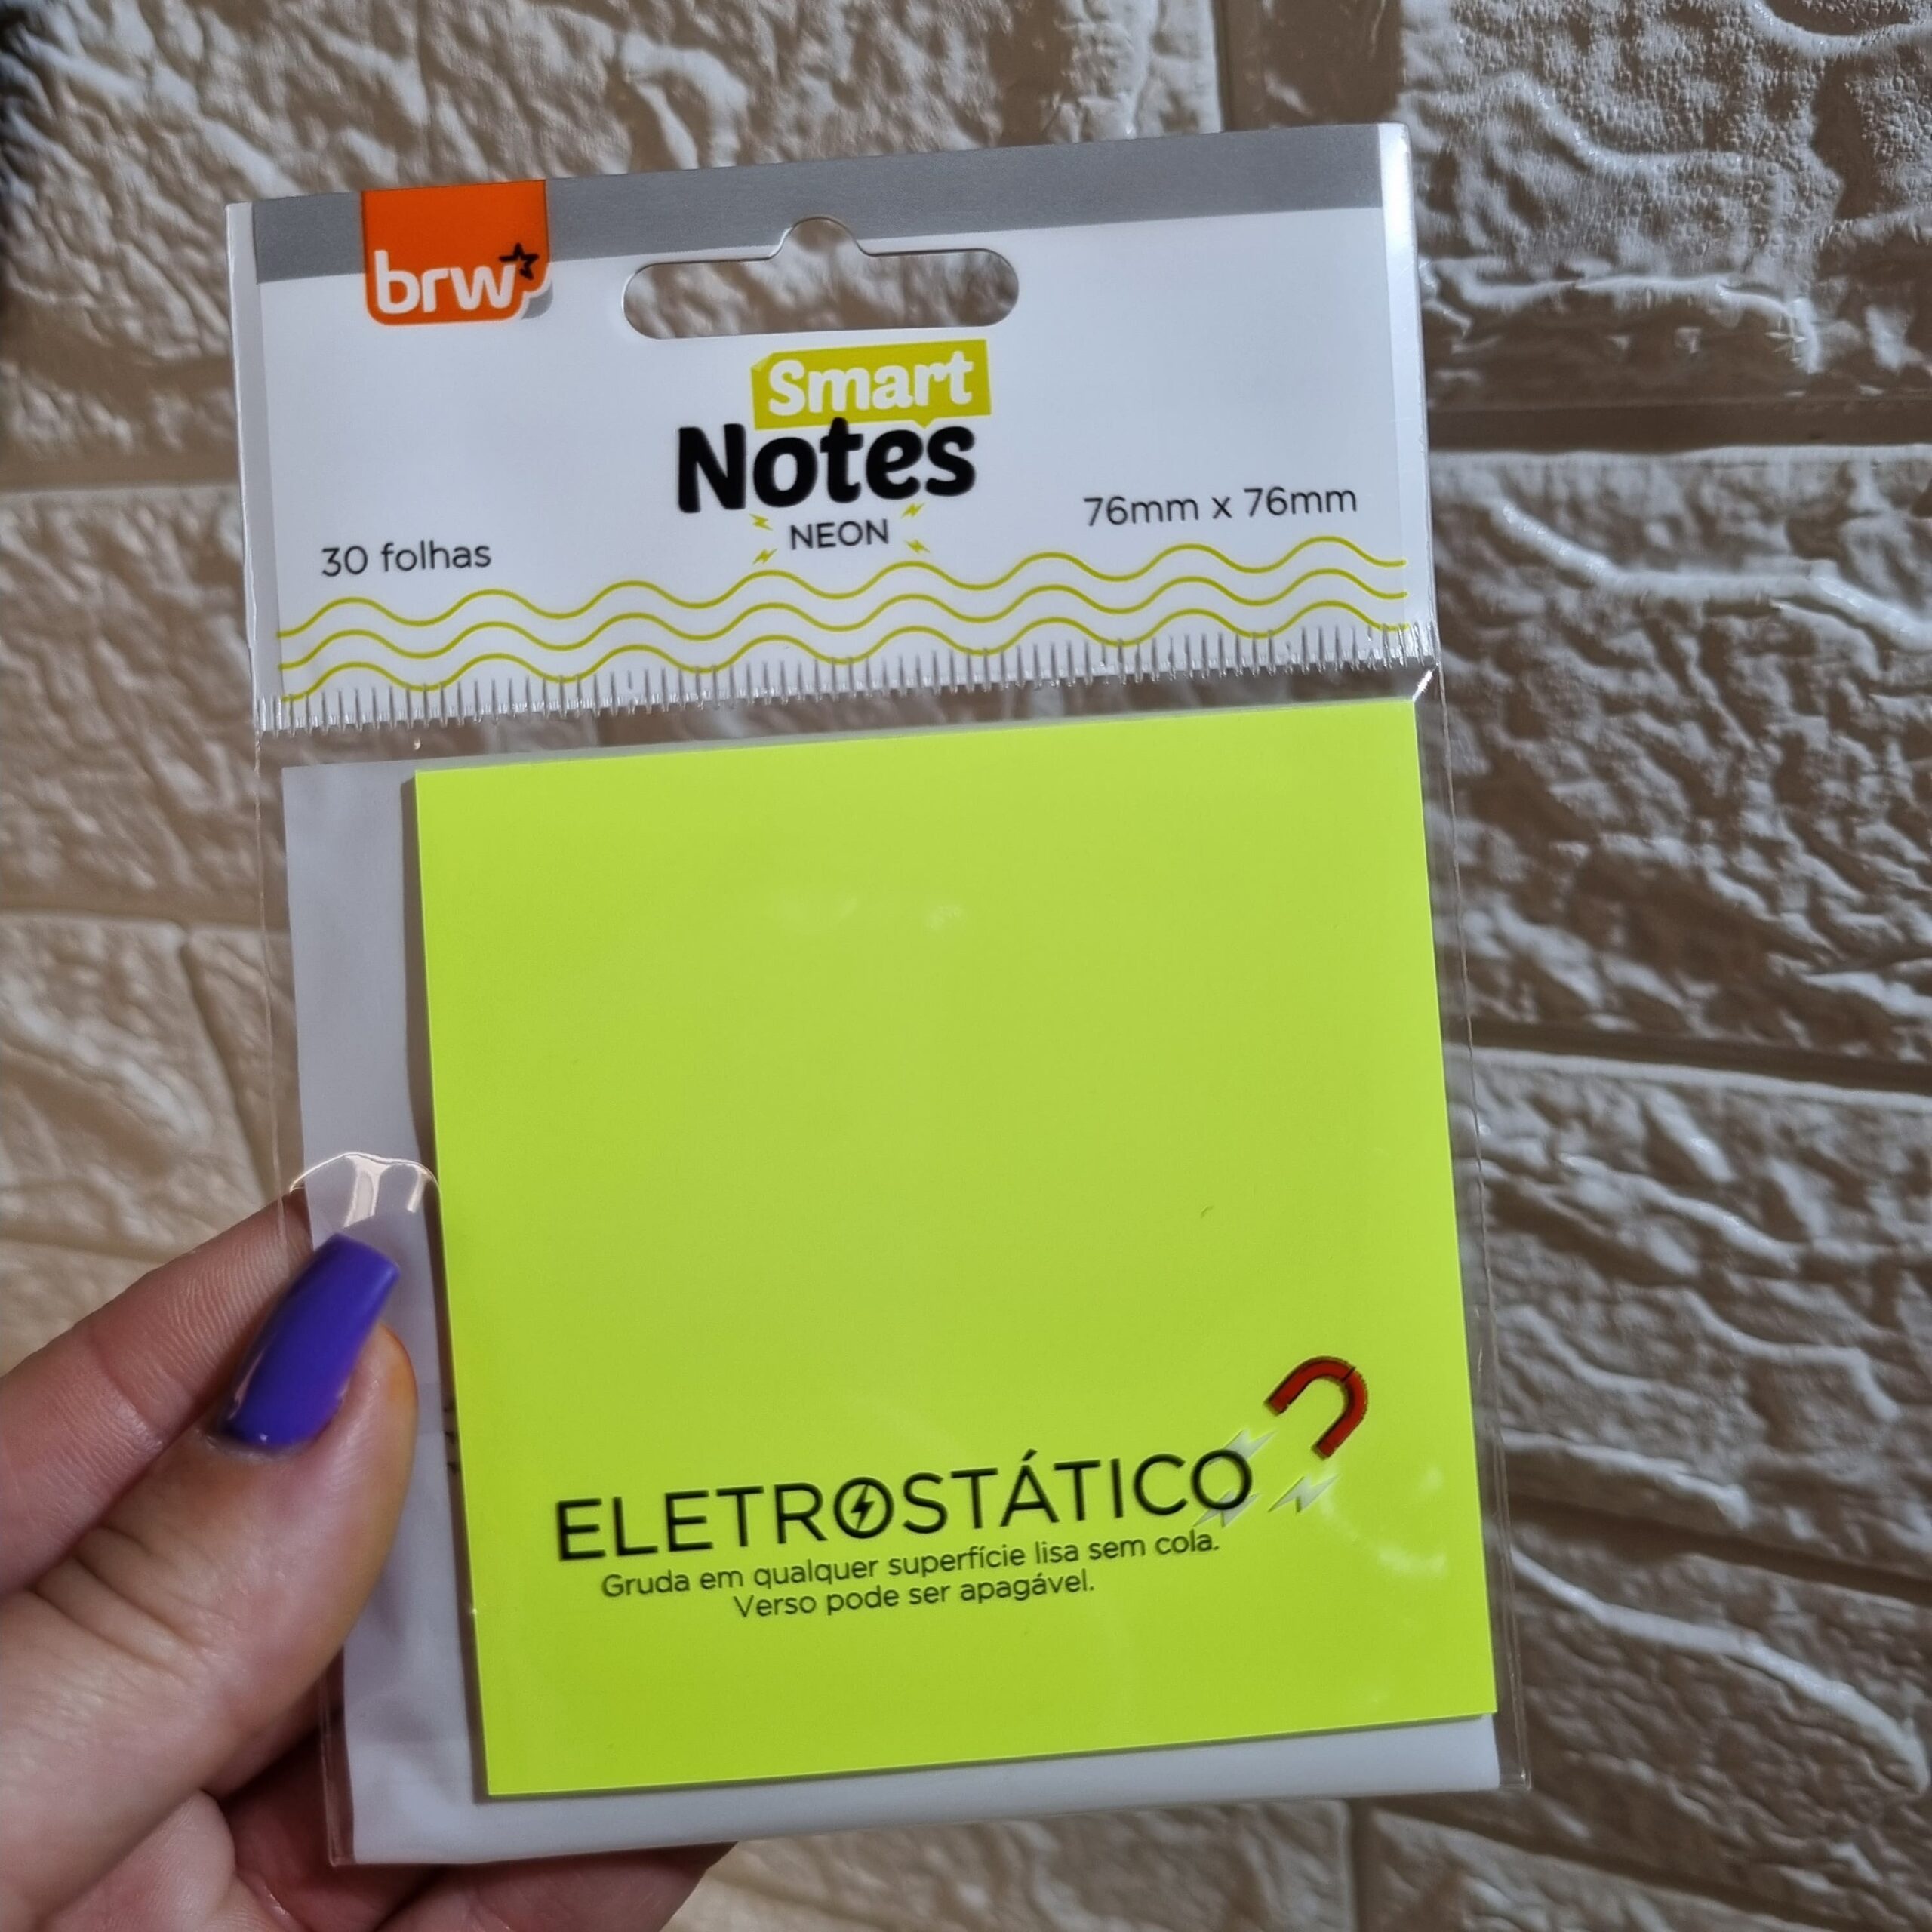 brw
Smart
Notes
NEON
30 folhas
76mm x 76mm
ELETROSTÁTICO
Gruda em qualquer superfície lisa sem cola.
Verso pode ser apagável.